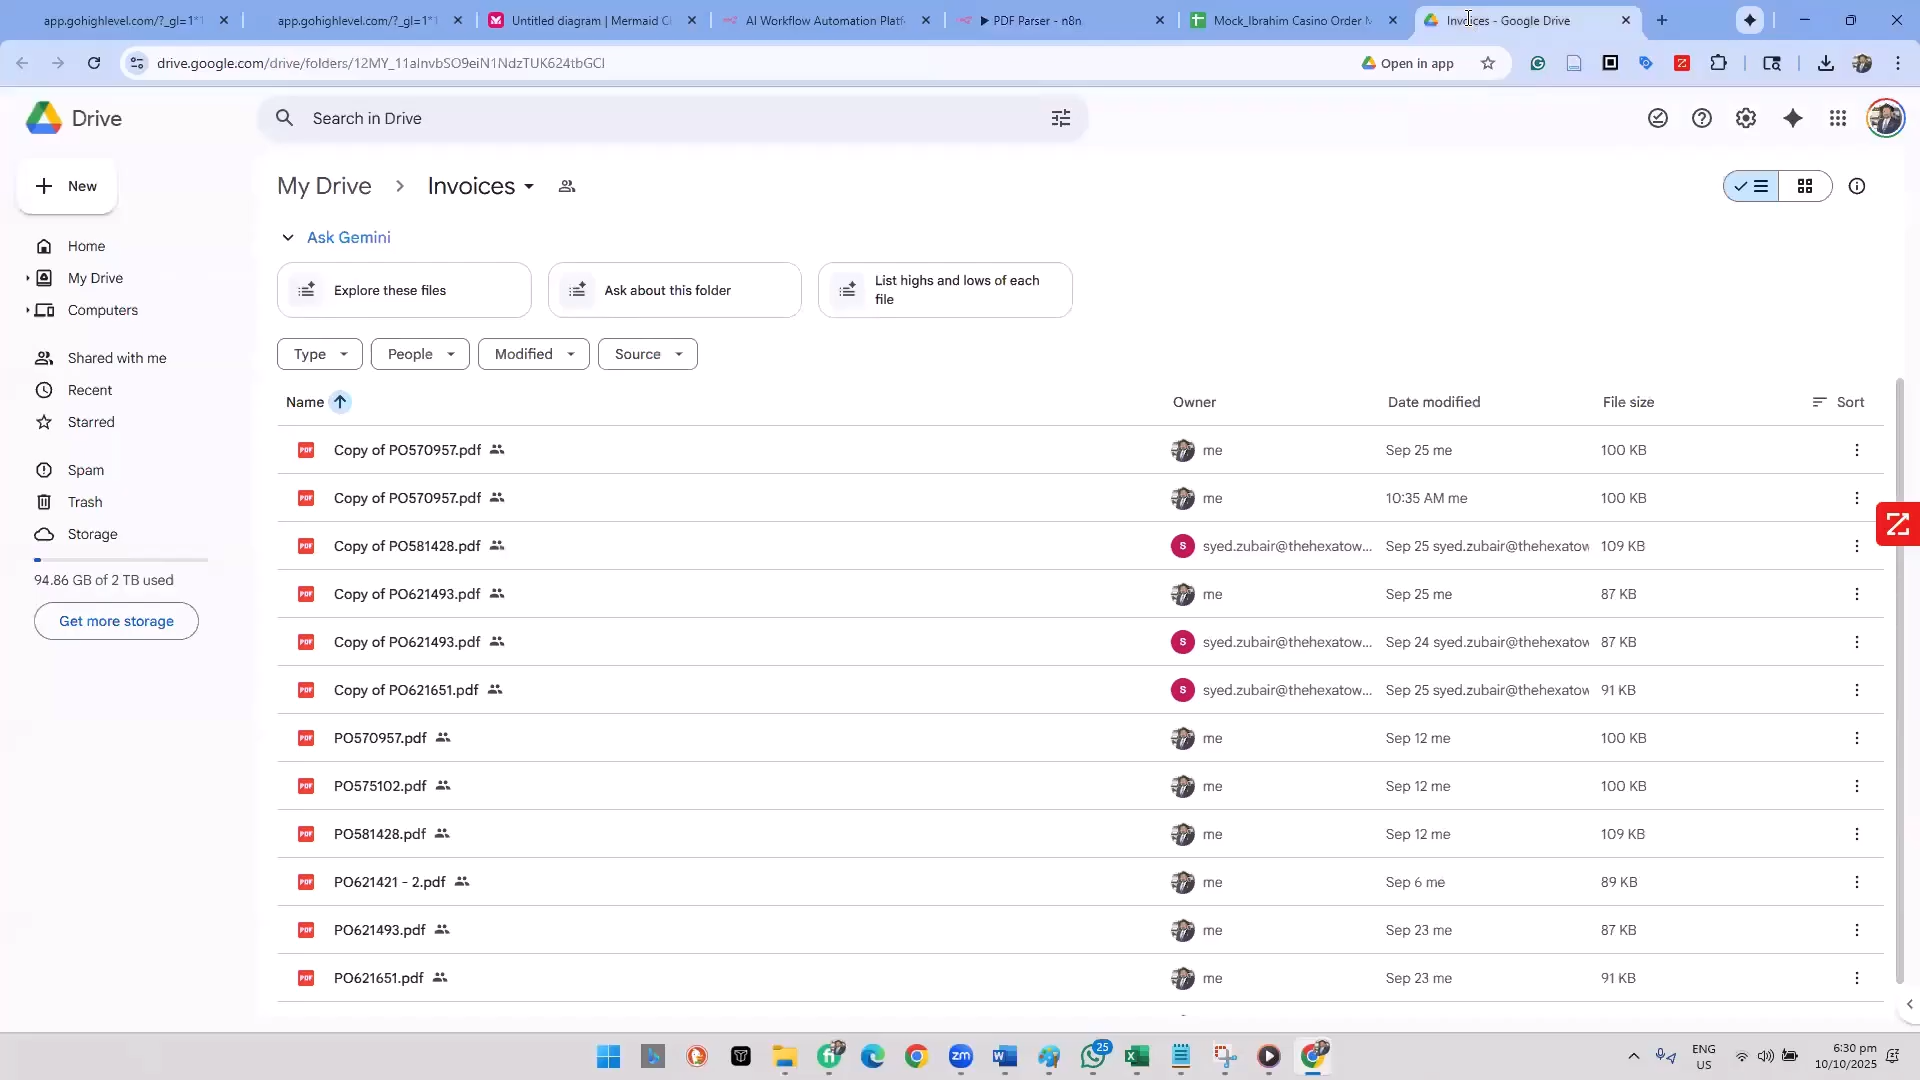 app.gohighlevel.com/?_gl=1*1
app.gohighlevel.com/?_gl=1*1
Untitled diagram | Mermaid C
AI Workflow Automation Platf
▶ PDF Parser - n8n
Mock_Ibrahim Casino Order M
Invoices - Google Drive
drive.google.com/drive/folders/12MY_11aInvbSO9eiN1NdzTUK624tbGCl
Open in app
Drive
Search in Drive
New
My Drive > Invoices
Ask Gemini
Explore these files
Ask about this folder
List highs and lows of each file
Home
My Drive
Computers
Shared with me
Recent
Starred
Spam
Trash
Storage
94.86 GB of 2 TB used
Get more storage
Type
People
Modified
Source
Name Owner Date modified File size Sort
Copy of PO570957.pdf me Sep 25 me 100 KB
Copy of PO570957.pdf me 10:35 AM me 100 KB
Copy of PO581428.pdf S syed.zubair@thehexatow... Sep 25 syed.zubair@thehexatow 109 KB
Copy of PO621493.pdf me Sep 25 me 87 KB
Copy of PO621493.pdf S syed.zubair@thehexatow... Sep 24 syed.zubair@thehexatow 87 KB
Copy of PO621651.pdf S syed.zubair@thehexatow... Sep 25 syed.zubair@thehexatow 91 KB
PO570957.pdf me Sep 12 me 100 KB
PO575102.pdf me Sep 12 me 100 KB
PO581428.pdf me Sep 12 me 109 KB
PO621421 - 2.pdf me Sep 6 me 89 KB
PO621493.pdf me Sep 23 me 87 KB
PO621651.pdf me Sep 23 me 91 KB
25
ENG
US
6:30 pm
10/10/2025